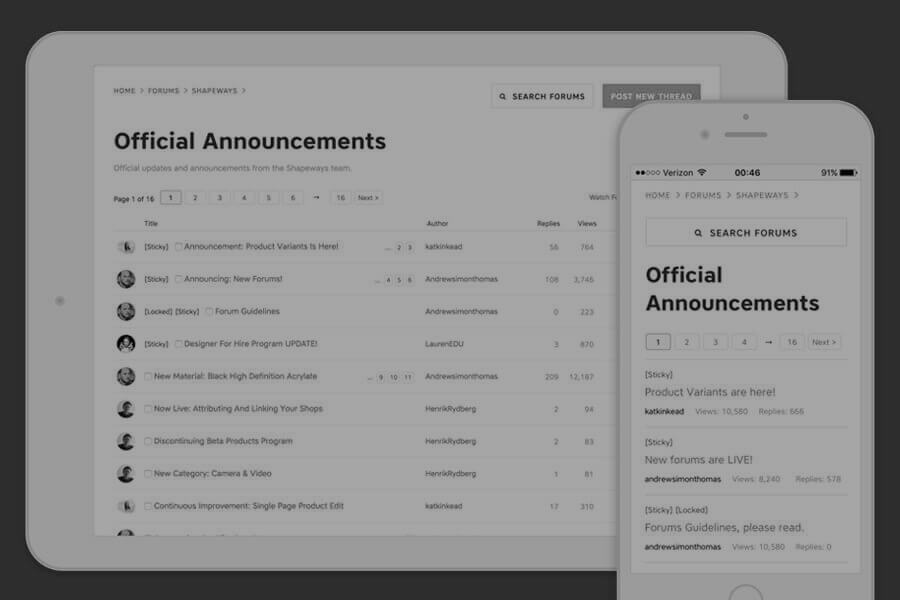 HOME > FORUMS > SHAPEWAYS >
SEARCH FORUMS
POST NEW THREAD
Official Announcements
Official updates and announcements from the Shapeways team.
Page 1 of 16 1 2 3 4 5 6 → 16 Next >
Watch
Title Author Replies Views
[Sticky] Announcement: Product Variants Is Here! ... 2 3 katkinkead 56 764
[Sticky] Announcing: New Forums! ... 4 5 6 Andrewsimonthomas 108 3,746
[Locked] [Sticky] Forum Guidelines Andrewsimonthomas 0 223
[Sticky] Designer For Hire Program UPDATE! LaurenEDU 3 870
New Material: Black High Definition Acrylate ... 9 10 11 Andrewsimonthomas 209 12,187
Now Live: Attributing And Linking Your Shops HenrikRydberg 2 94
Discontinuing Beta Products Program HenrikRydberg 2 83
New Category: Camera & Video HenrikRydberg 1 81
Continuous Improvement: Single Page Product Edit katkinkead 17 310
Verizon 00:46 91%
HOME > FORUMS > SHAPEWAYS >
SEARCH FORUMS
Official
Announcements
1 2 3 4 → 16 Next >
[Sticky]
Product Variants are here!
katkinkead Views: 10,580 Replies: 666
[Sticky]
New forums are LIVE!
andrewsimonthomas Views: 8,240 Replies: 578
[Sticky] [Locked]
Forums Guidelines, please read.
andrewsimonthomas Views: 10,580 Replies: 0